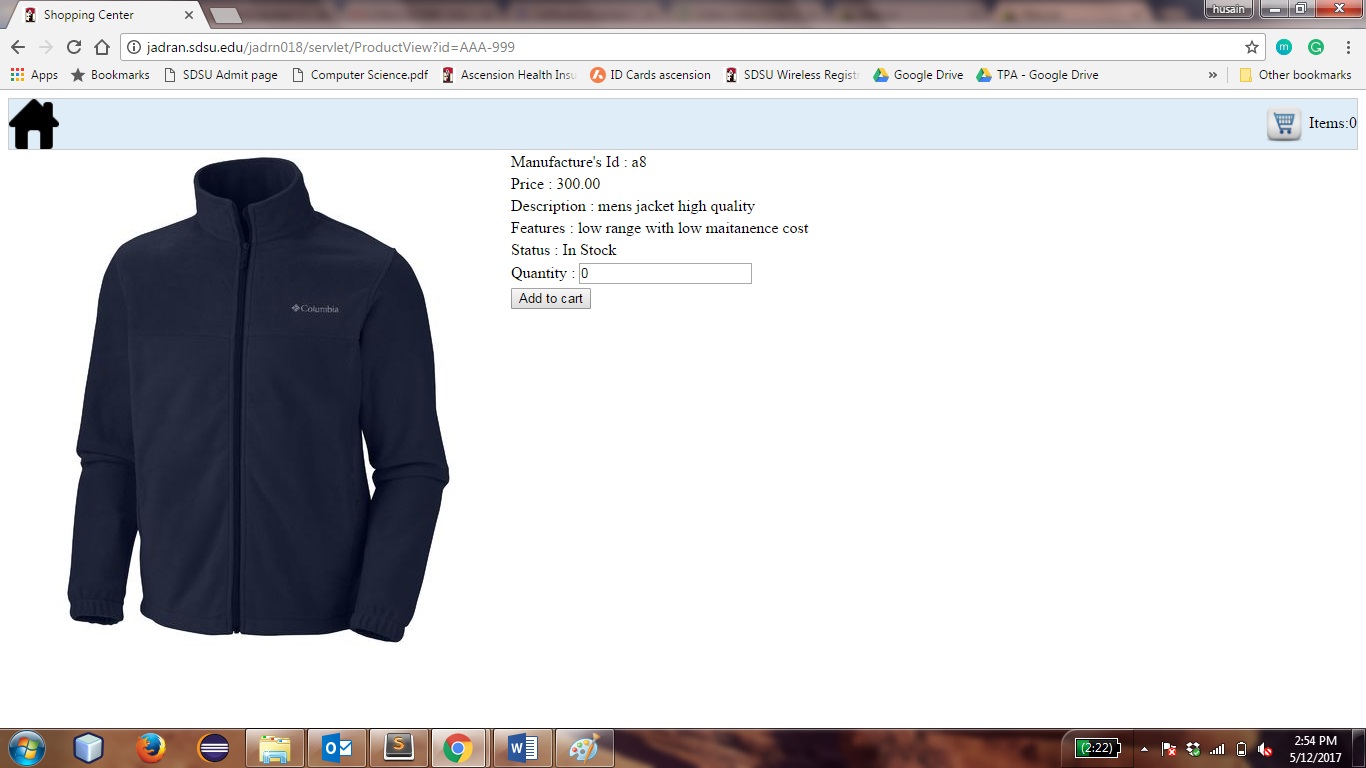 Shopping Center
husain
jadran.sdsu.edu/jadrn018/servlet/ProductView?id=AAA-999
Apps Bookmarks SDSU Admit page Computer Science.pdf Ascension Health Insu ID Cards ascension SDSU Wireless Registr Google Drive TPA - Google Drive » Other bookmarks
Items:0
Manufacture's Id : a8
Price : 300.00
Description : mens jacket high quality
Features : low range with low maitanence cost
Status : In Stock
Quantity : 0
Add to cart
Columbia
(2:22)
2:54 PM
5/12/2017